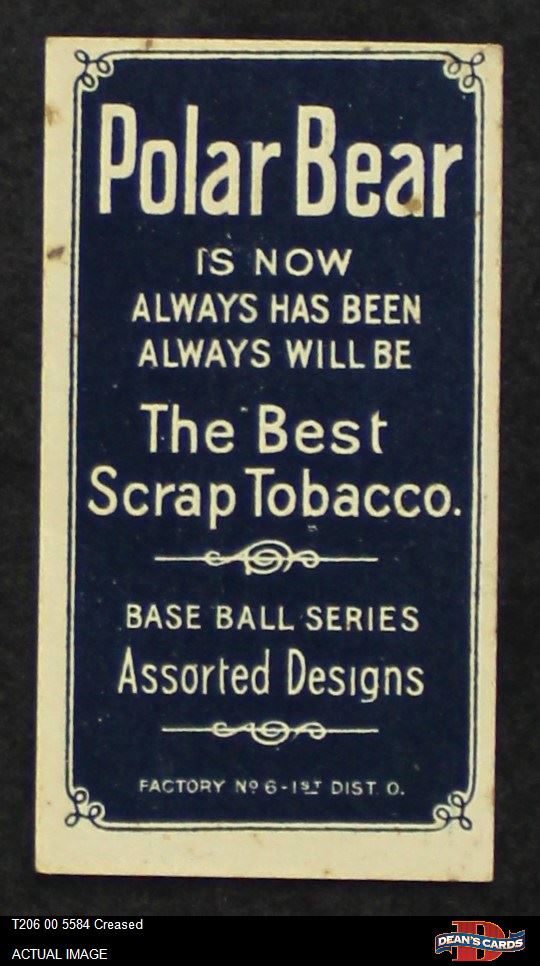 Polar Bear
IS NOW
ALWAYS HAS BEEN
ALWAYS WILL BE
The Best
Scrap Tobacco.
BASE BALL SERIES
Assorted Designs
FACTORY Nº 6-1ST DIST. O.
T206 00 5584 Creased
ACTUAL IMAGE
D
DEAN'S CARDS